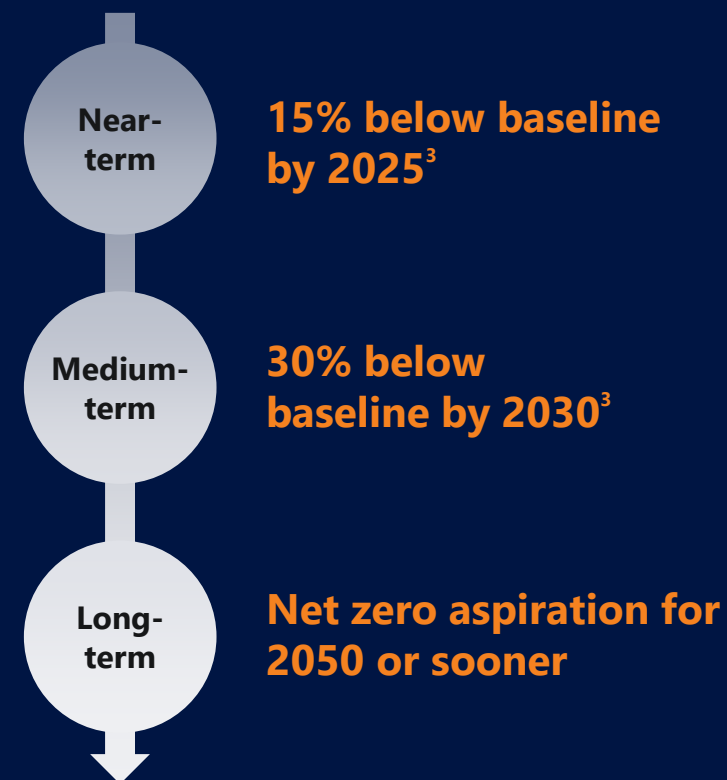 Near-
term
15% below baseline
by 2025³
Medium-
term
30% below
baseline by 2030³
Long-
term
Net zero aspiration for
2050 or sooner